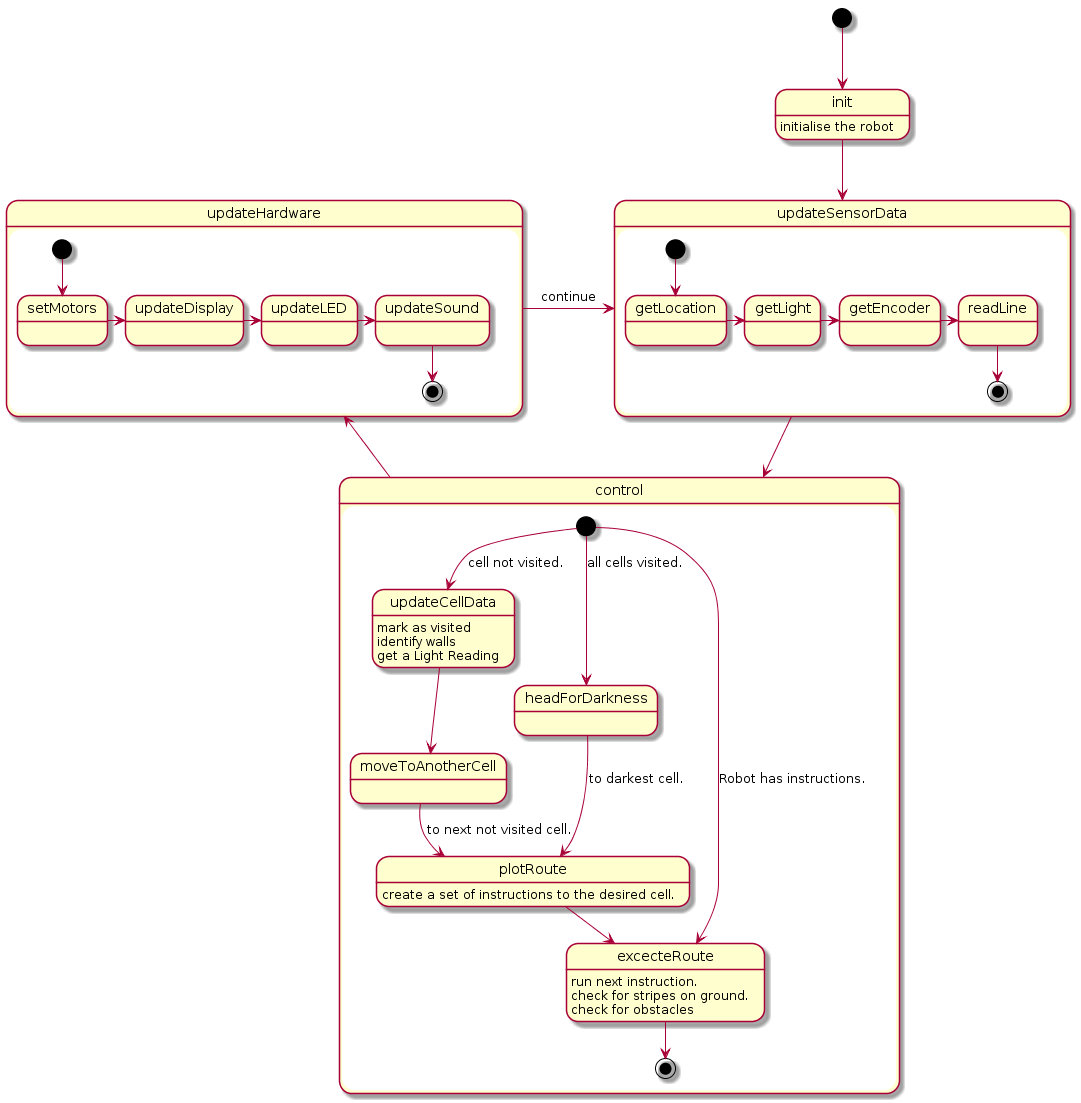 init
initialise the robot
updateHardware
setMotors
updateDisplay
updateLED
updateSound
continue
updateSensorData
getLocation
getLight
getEncoder
readLine
control
cell not visited.
all cells visited.
updateCellData
mark as visited
identify walls
get a Light Reading
headForDarkness
moveToAnotherCell
to darkest cell.
Robot has instructions.
to next not visited cell.
plotRoute
create a set of instructions to the desired cell.
excecteRoute
run next instruction.
check for stripes on ground.
check for obstacles